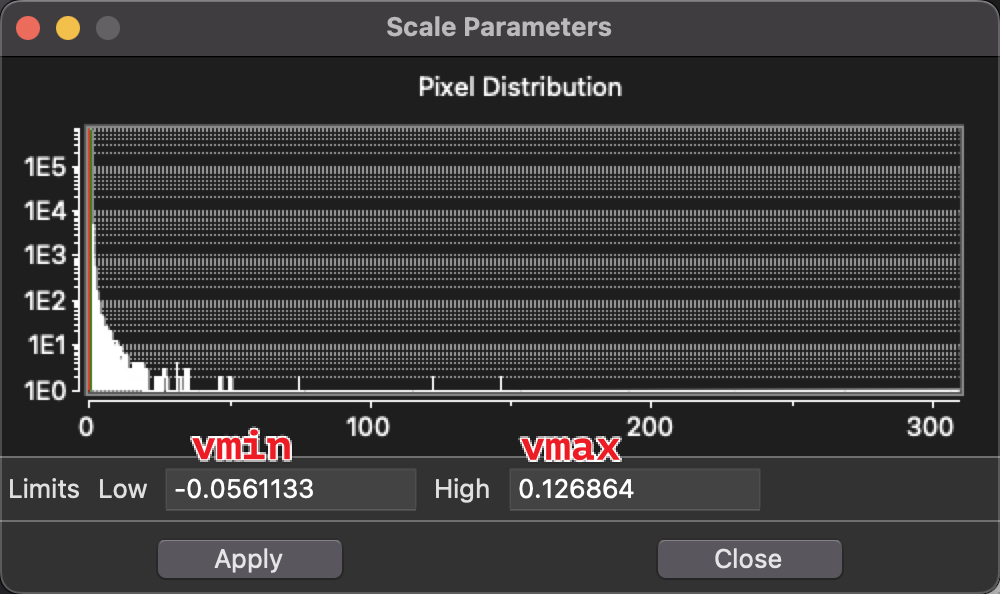 Scale Parameters
Pixel Distribution
1E5
1E4
1E3
1E2
1E1
1E0
0 100 200 300
vmin vmax
Limits Low -0.0561133 High 0.126864
Apply Close